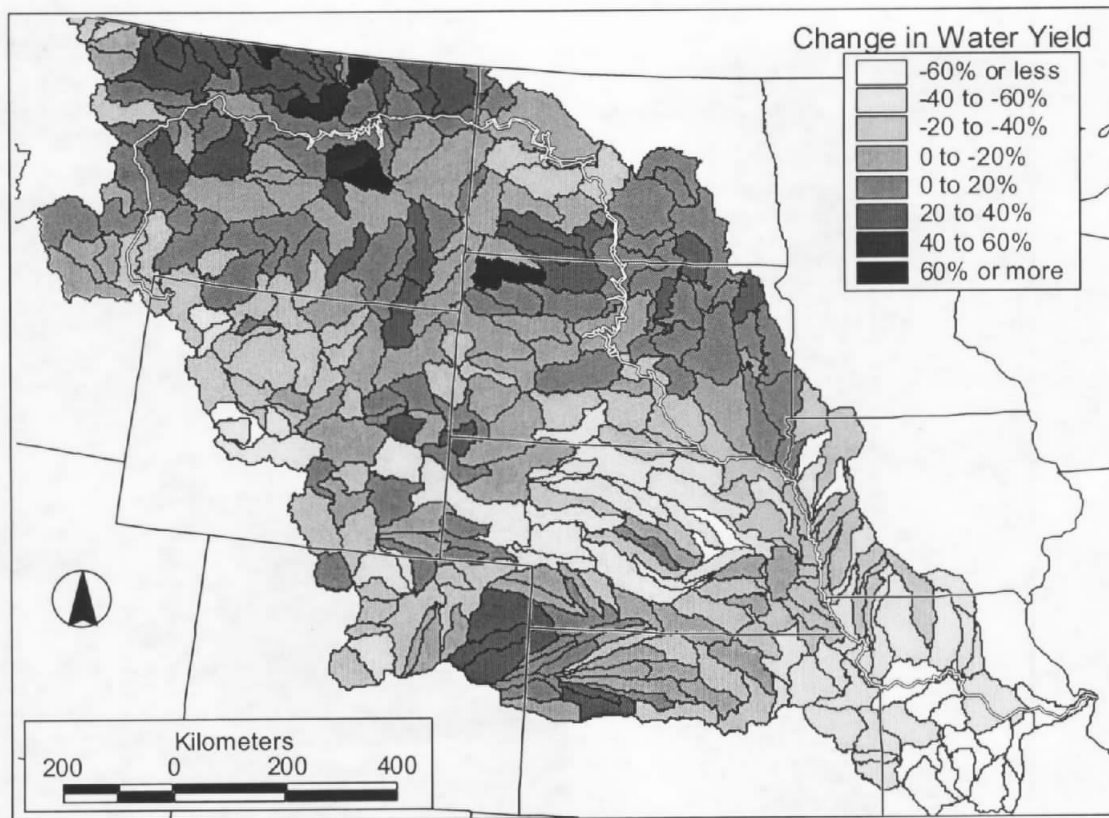 Change in Water Yield
-60% or less
-40 to -60%
-20 to -40%
0 to -20%
0 to 20%
20 to 40%
40 to 60%
60% or more
Kilometers
200 0 200 400